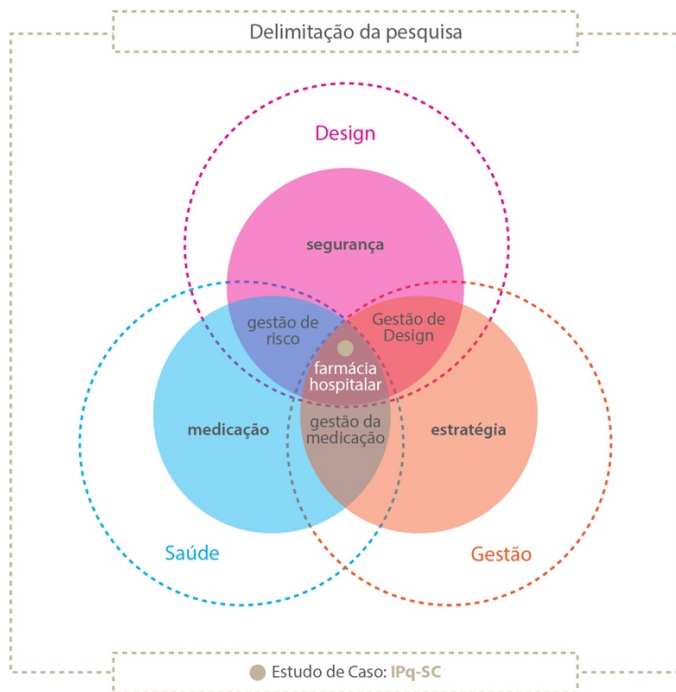 Delimitação da pesquisa
Design
segurança
gestão de
risco
Gestão de
Design
farmácia
hospitalar
medicação
gestão da
medicação
estratégia
Saúde
Gestão
Estudo de Caso: IPq-SC